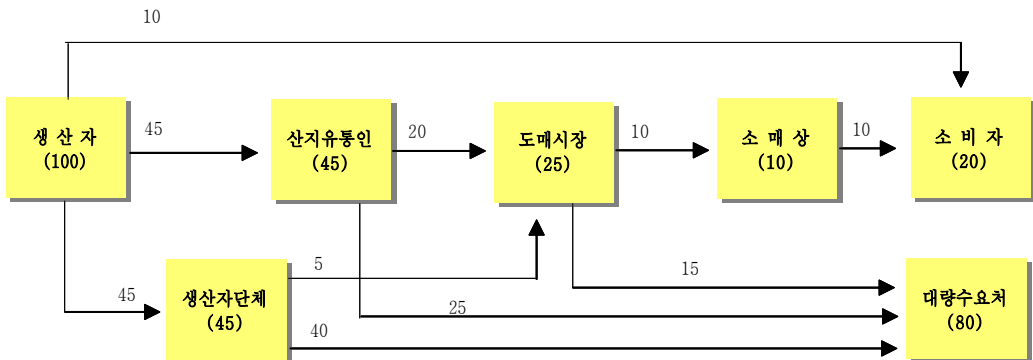 10
생 산 자
(100)
45
산지유통인
(45)
20
도매시장
(25)
10
소 매 상
(10)
10
소 비 자
(20)
45
생산자단체
(45)
5
25
40
15
대량수요처
(80)